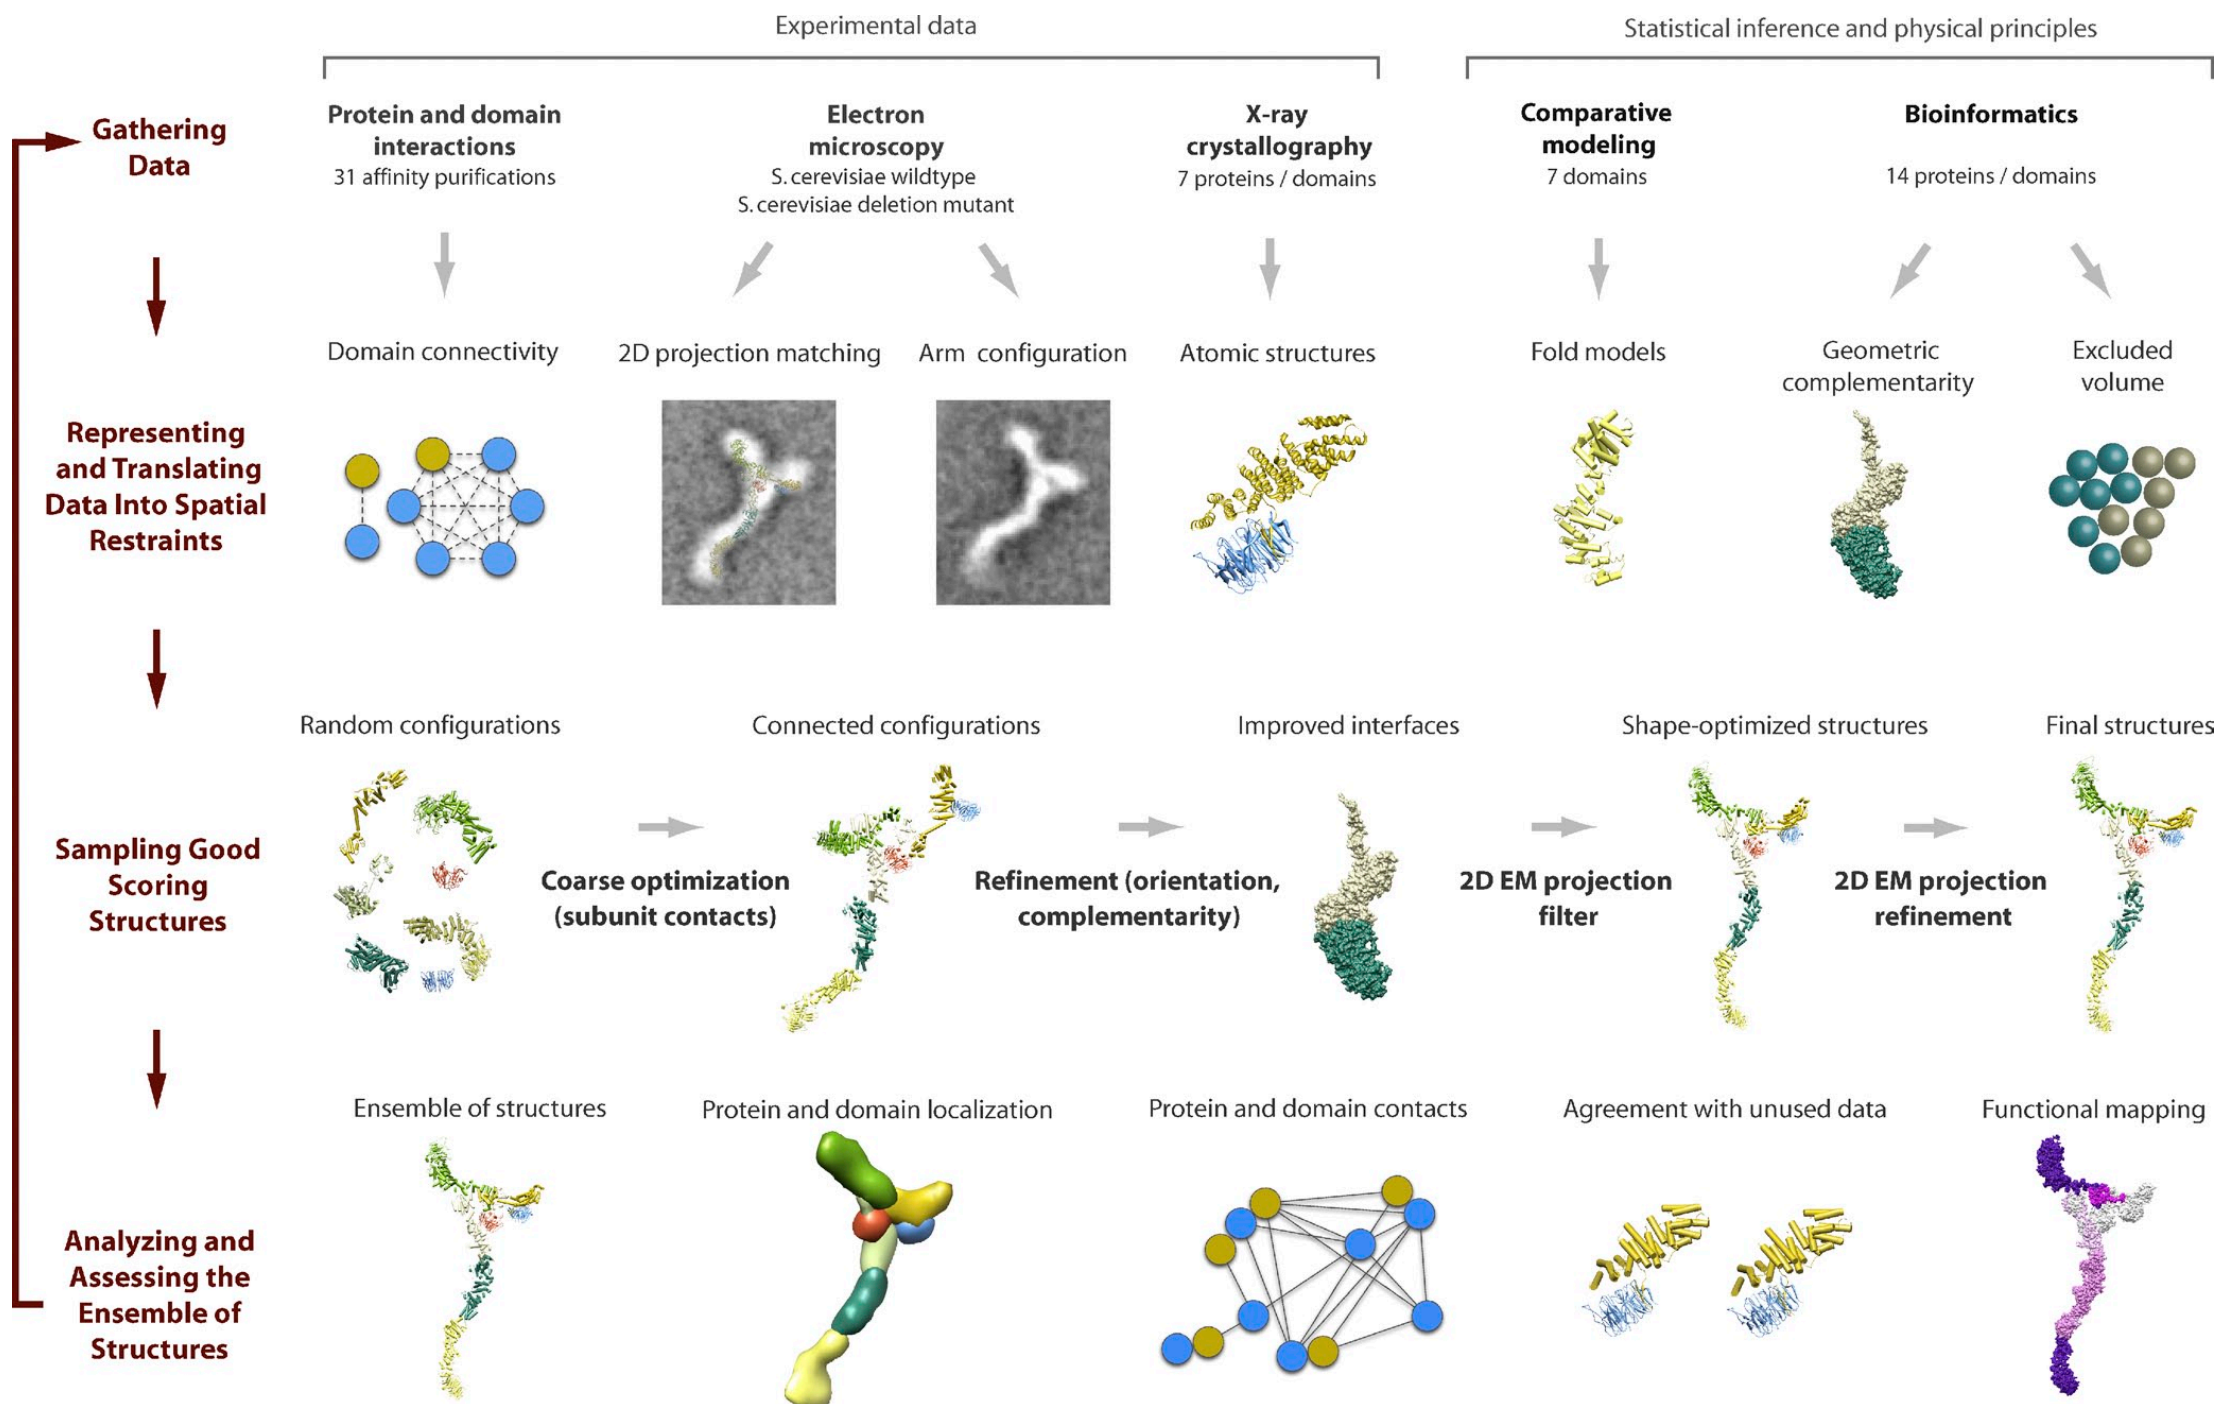 Experimental data
Statistical inference and physical principles
Gathering
Data
Protein and domain
interactions
31 affinity purifications
Electron
microscopy
S. cerevisiae wildtype
S. cerevisiae deletion mutant
X-ray
crystallography
7 proteins / domains
Comparative
modeling
7 domains
Bioinformatics
14 proteins / domains
Representing
and Translating
Data Into Spatial
Restraints
Domain connectivity
2D projection matching
Arm configuration
Atomic structures
Fold models
Geometric
complementarity
Excluded
volume
Sampling Good
Scoring
Structures
Random configurations
Coarse optimization
(subunit contacts)
Connected configurations
Refinement (orientation,
complementarity)
Improved interfaces
2D EM projection
filter
Shape-optimized structures
2D EM projection
refinement
Final structures
Analyzing and
Assessing the
Ensemble of
Structures
Ensemble of structures
Protein and domain localization
Protein and domain contacts
Agreement with unused data
Functional mapping